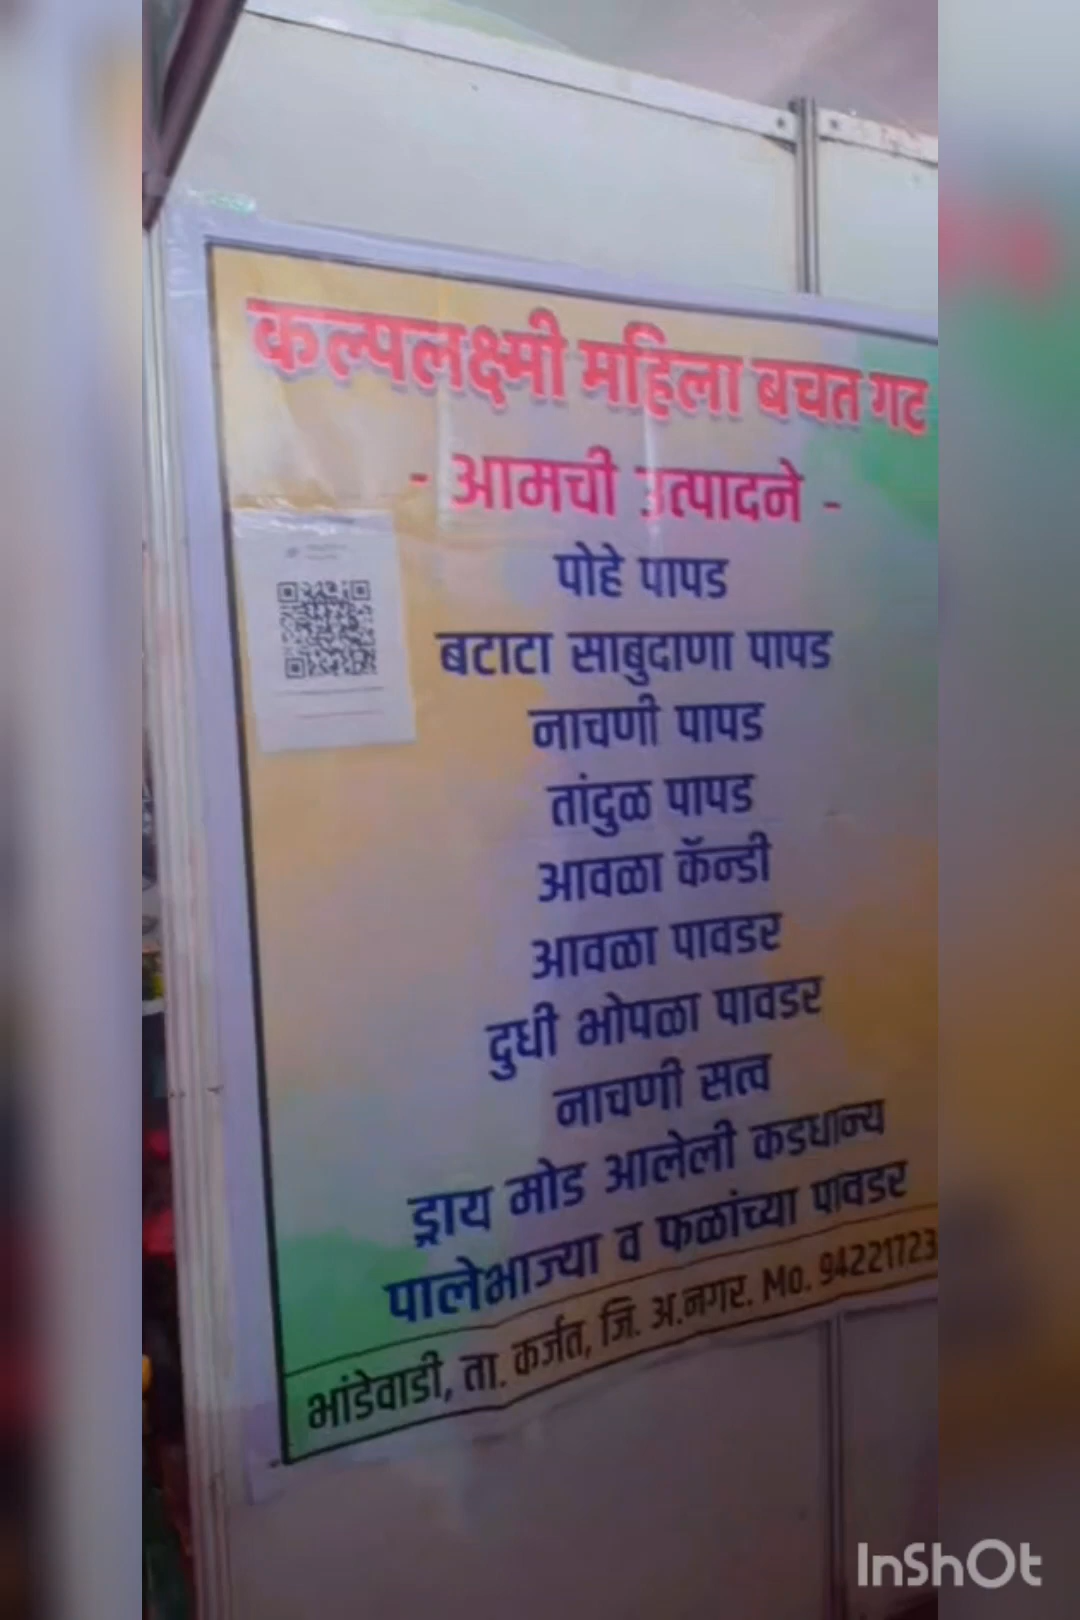 कल्पलक्ष्मी महिला बचत गट
- आमची उत्पादने -
पोहे पापड
बटाटा साबुदाणा पापड
नाचणी पापड
तांदुळ पापड
आवळा कॅन्डी
आवळा पावडर
दुधी भोपळा पावडर
नाचणी सत्व
ड्राय मोड आलेली कडधान्य
पालेभाज्या व फळांच्या पावडर
भांडेवाडी, ता. कर्जत, जि. अ.नगर. Mo. 94221723
InShOt